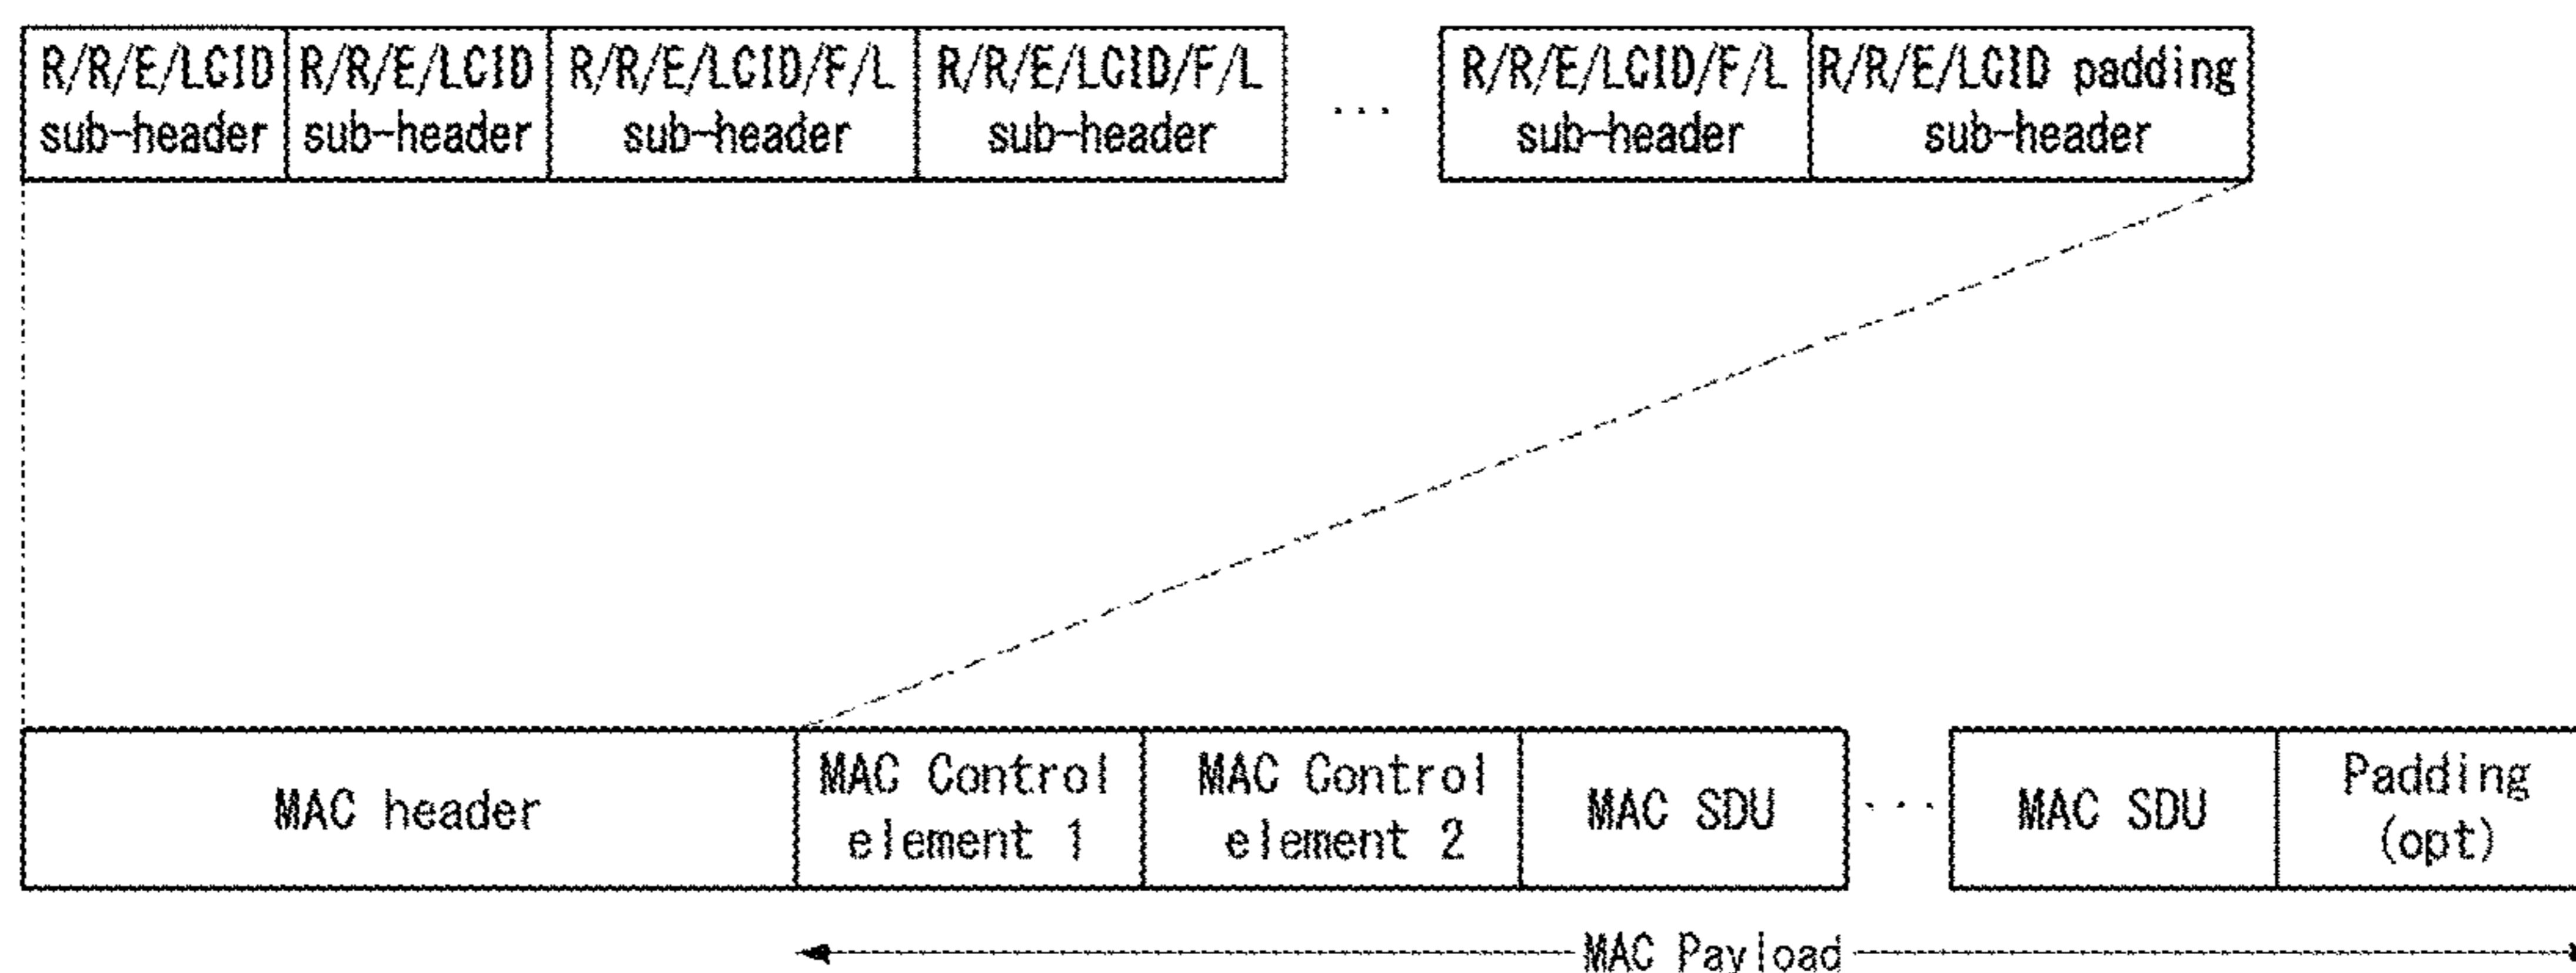 R/R/E/LCID R/R/E/LCID R/R/E/LCID/F/L R/R/E/LCID/F/L ... R/R/E/LCID/F/L R/R/E/LCID padding
sub-header sub-header sub-header sub-header sub-header sub-header
MAC header
MAC Control element 1
MAC Control element 2
MAC SDU
...
MAC SDU
Padding (opt)
MAC Payload